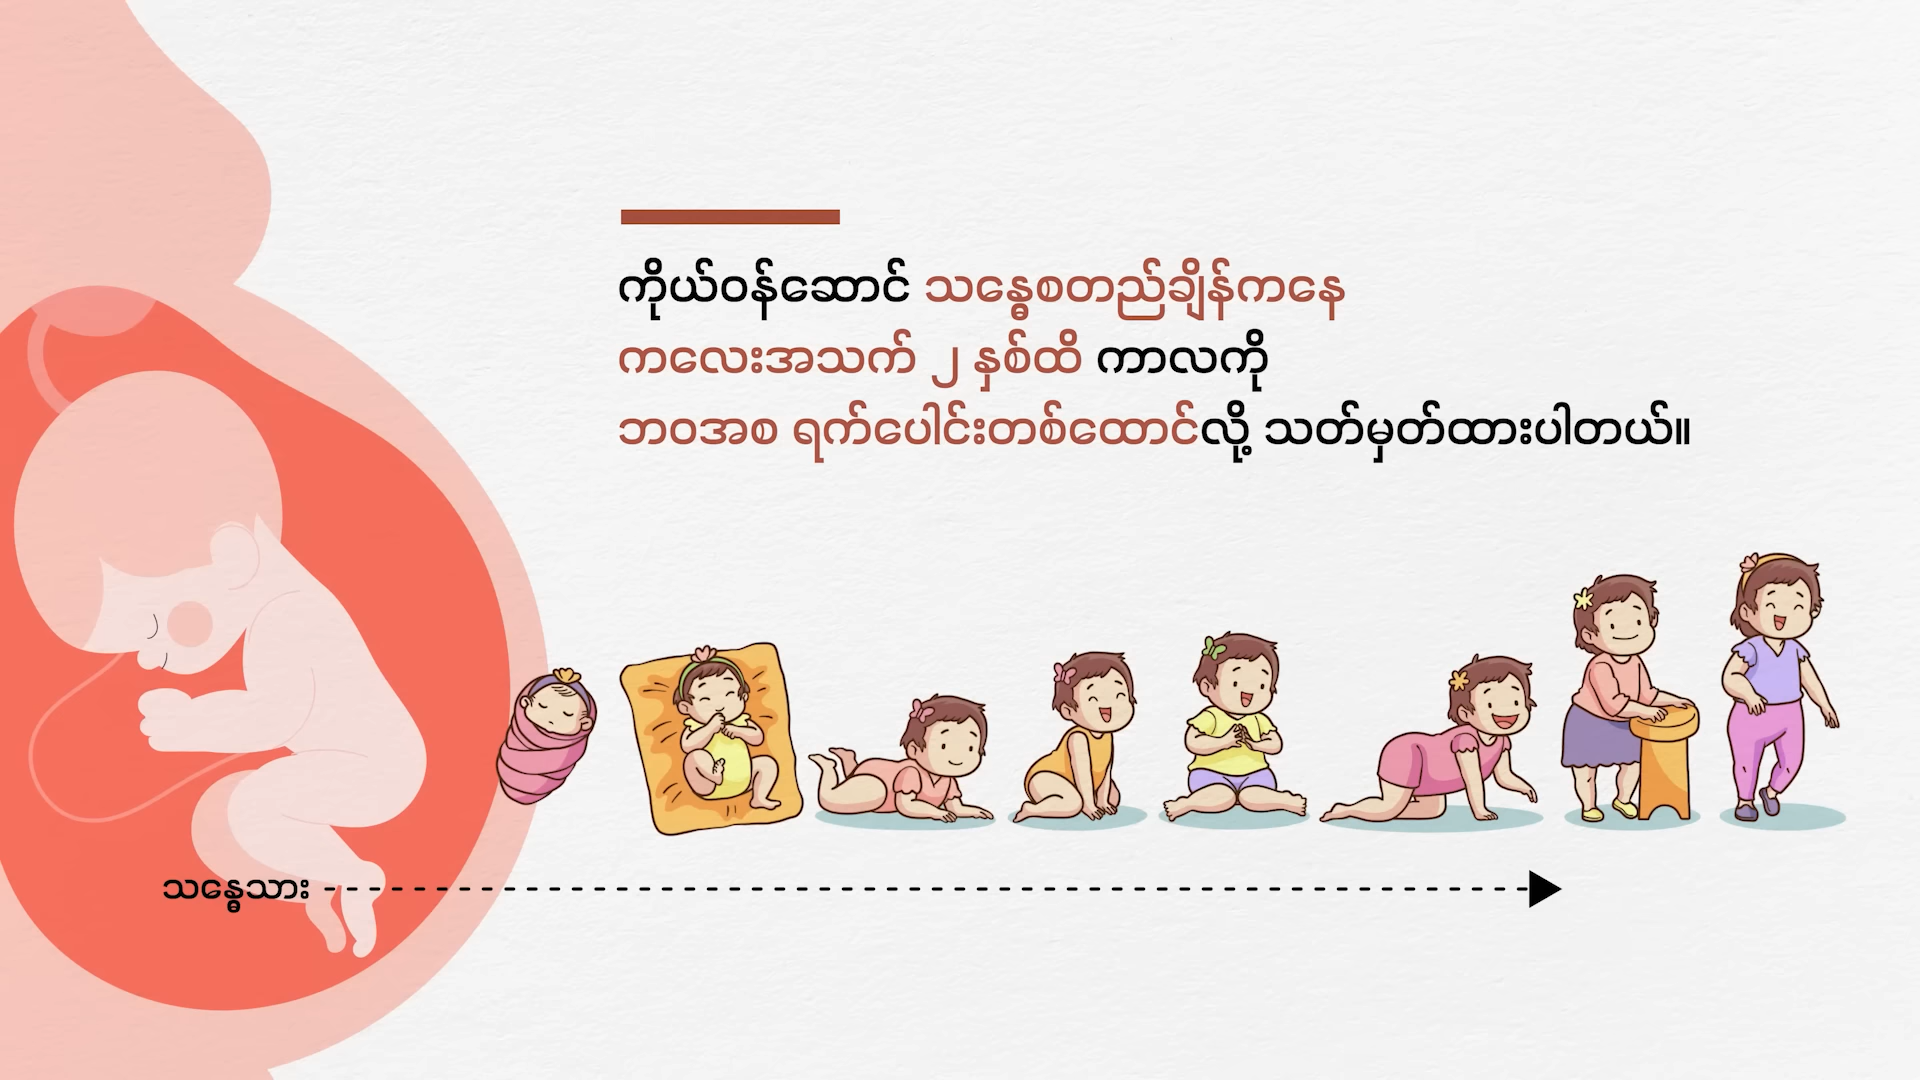 ကိုယ်ဝန်ဆောင် သန္ဓေစတည်ချိန်ကနေ
ကလေးအသက် ၂ နှစ်ထိ ကာလကို
ဘဝအစ ရက်ပေါင်းတစ်ထောင်လို့ သတ်မှတ်ထားပါတယ်။
သန္ဓေသား